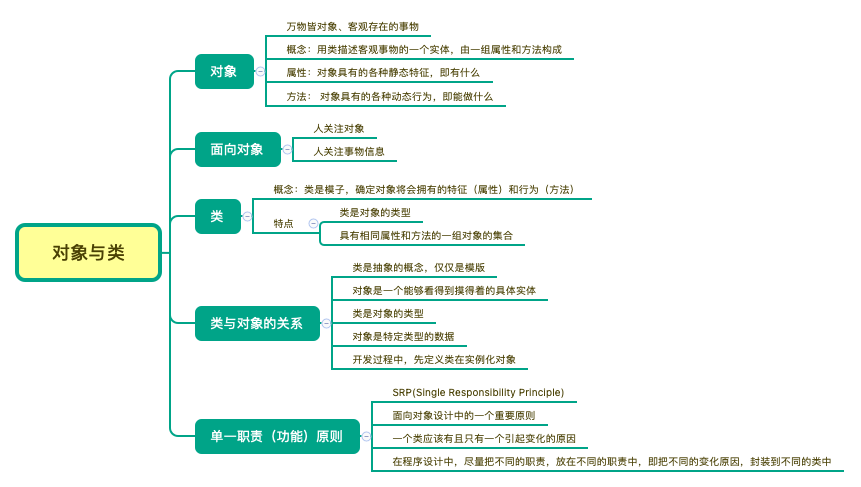 对象与类
对象
万物皆对象、客观存在的事物
概念：用类描述客观事物的一个实体，由一组属性和方法构成
属性：对象具有的各种静态特征，即有什么
方法： 对象具有的各种动态行为，即能做什么
面向对象
人关注对象
人关注事物信息
类
概念：类是模子，确定对象将会拥有的特征（属性）和行为（方法）
特点
类是对象的类型
具有相同属性和方法的一组对象的集合
类与对象的关系
类是抽象的概念，仅仅是模版
对象是一个能够看得到摸得着的具体实体
类是对象的类型
对象是特定类型的数据
开发过程中，先定义类在实例化对象
单一职责（功能）原则
SRP(Single Responsibility Principle)
面向对象设计中的一个重要原则
一个类应该有且只有一个引起变化的原因
在程序设计中，尽量把不同的职责，放在不同的职责中，即把不同的变化原因，封装到不同的类中